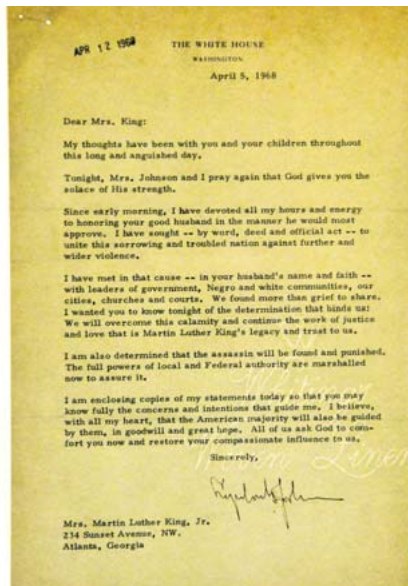 APR 12 1968
THE WHITE HOUSE
WASHINGTON
April 5, 1968
Dear Mrs. King:
My thoughts have been with you and your children throughout
this long and anguished day.
Tonight, Mrs. Johnson and I pray again that God gives you the
solace of His strength.
Since early morning, I have devoted all my hours and energy
to honoring your good husband in the manner he would most
approve. I have sought -- by word, deed and official act -- to
unite this sorrowing and troubled nation against further and
wider violence.
I have met in that cause -- in your husband's name and faith --
with leaders of government, Negro and white communities, our
cities, churches and courts. We found more than grief to share.
I wanted you to know tonight of the determination that binds us:
We will overcome this calamity and continue the work of justice
and love that is Martin Luther King's legacy and trust to us.
I am also determined that the assassin will be found and punished.
The full powers of local and Federal authority are marshalled
now to assure it.
I am enclosing copies of my statements today so that you may
know fully the concerns and intentions that guide me. I believe,
with all my heart, that the American majority will also be guided
by them, in goodwill and great hope. All of us ask God to com-
fort you now and restore your compassionate influence to us.
Sincerely,
Mrs. Martin Luther King, Jr.
234 Sunset Avenue, NW.
Atlanta, Georgia